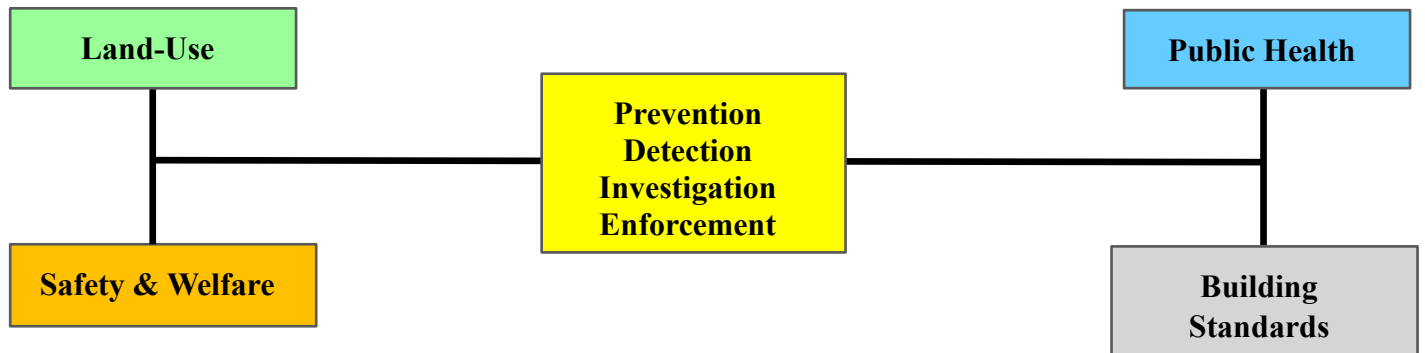 Land-Use
Public Health
Prevention
Detection
Investigation
Enforcement
Safety & Welfare
Building
Standards